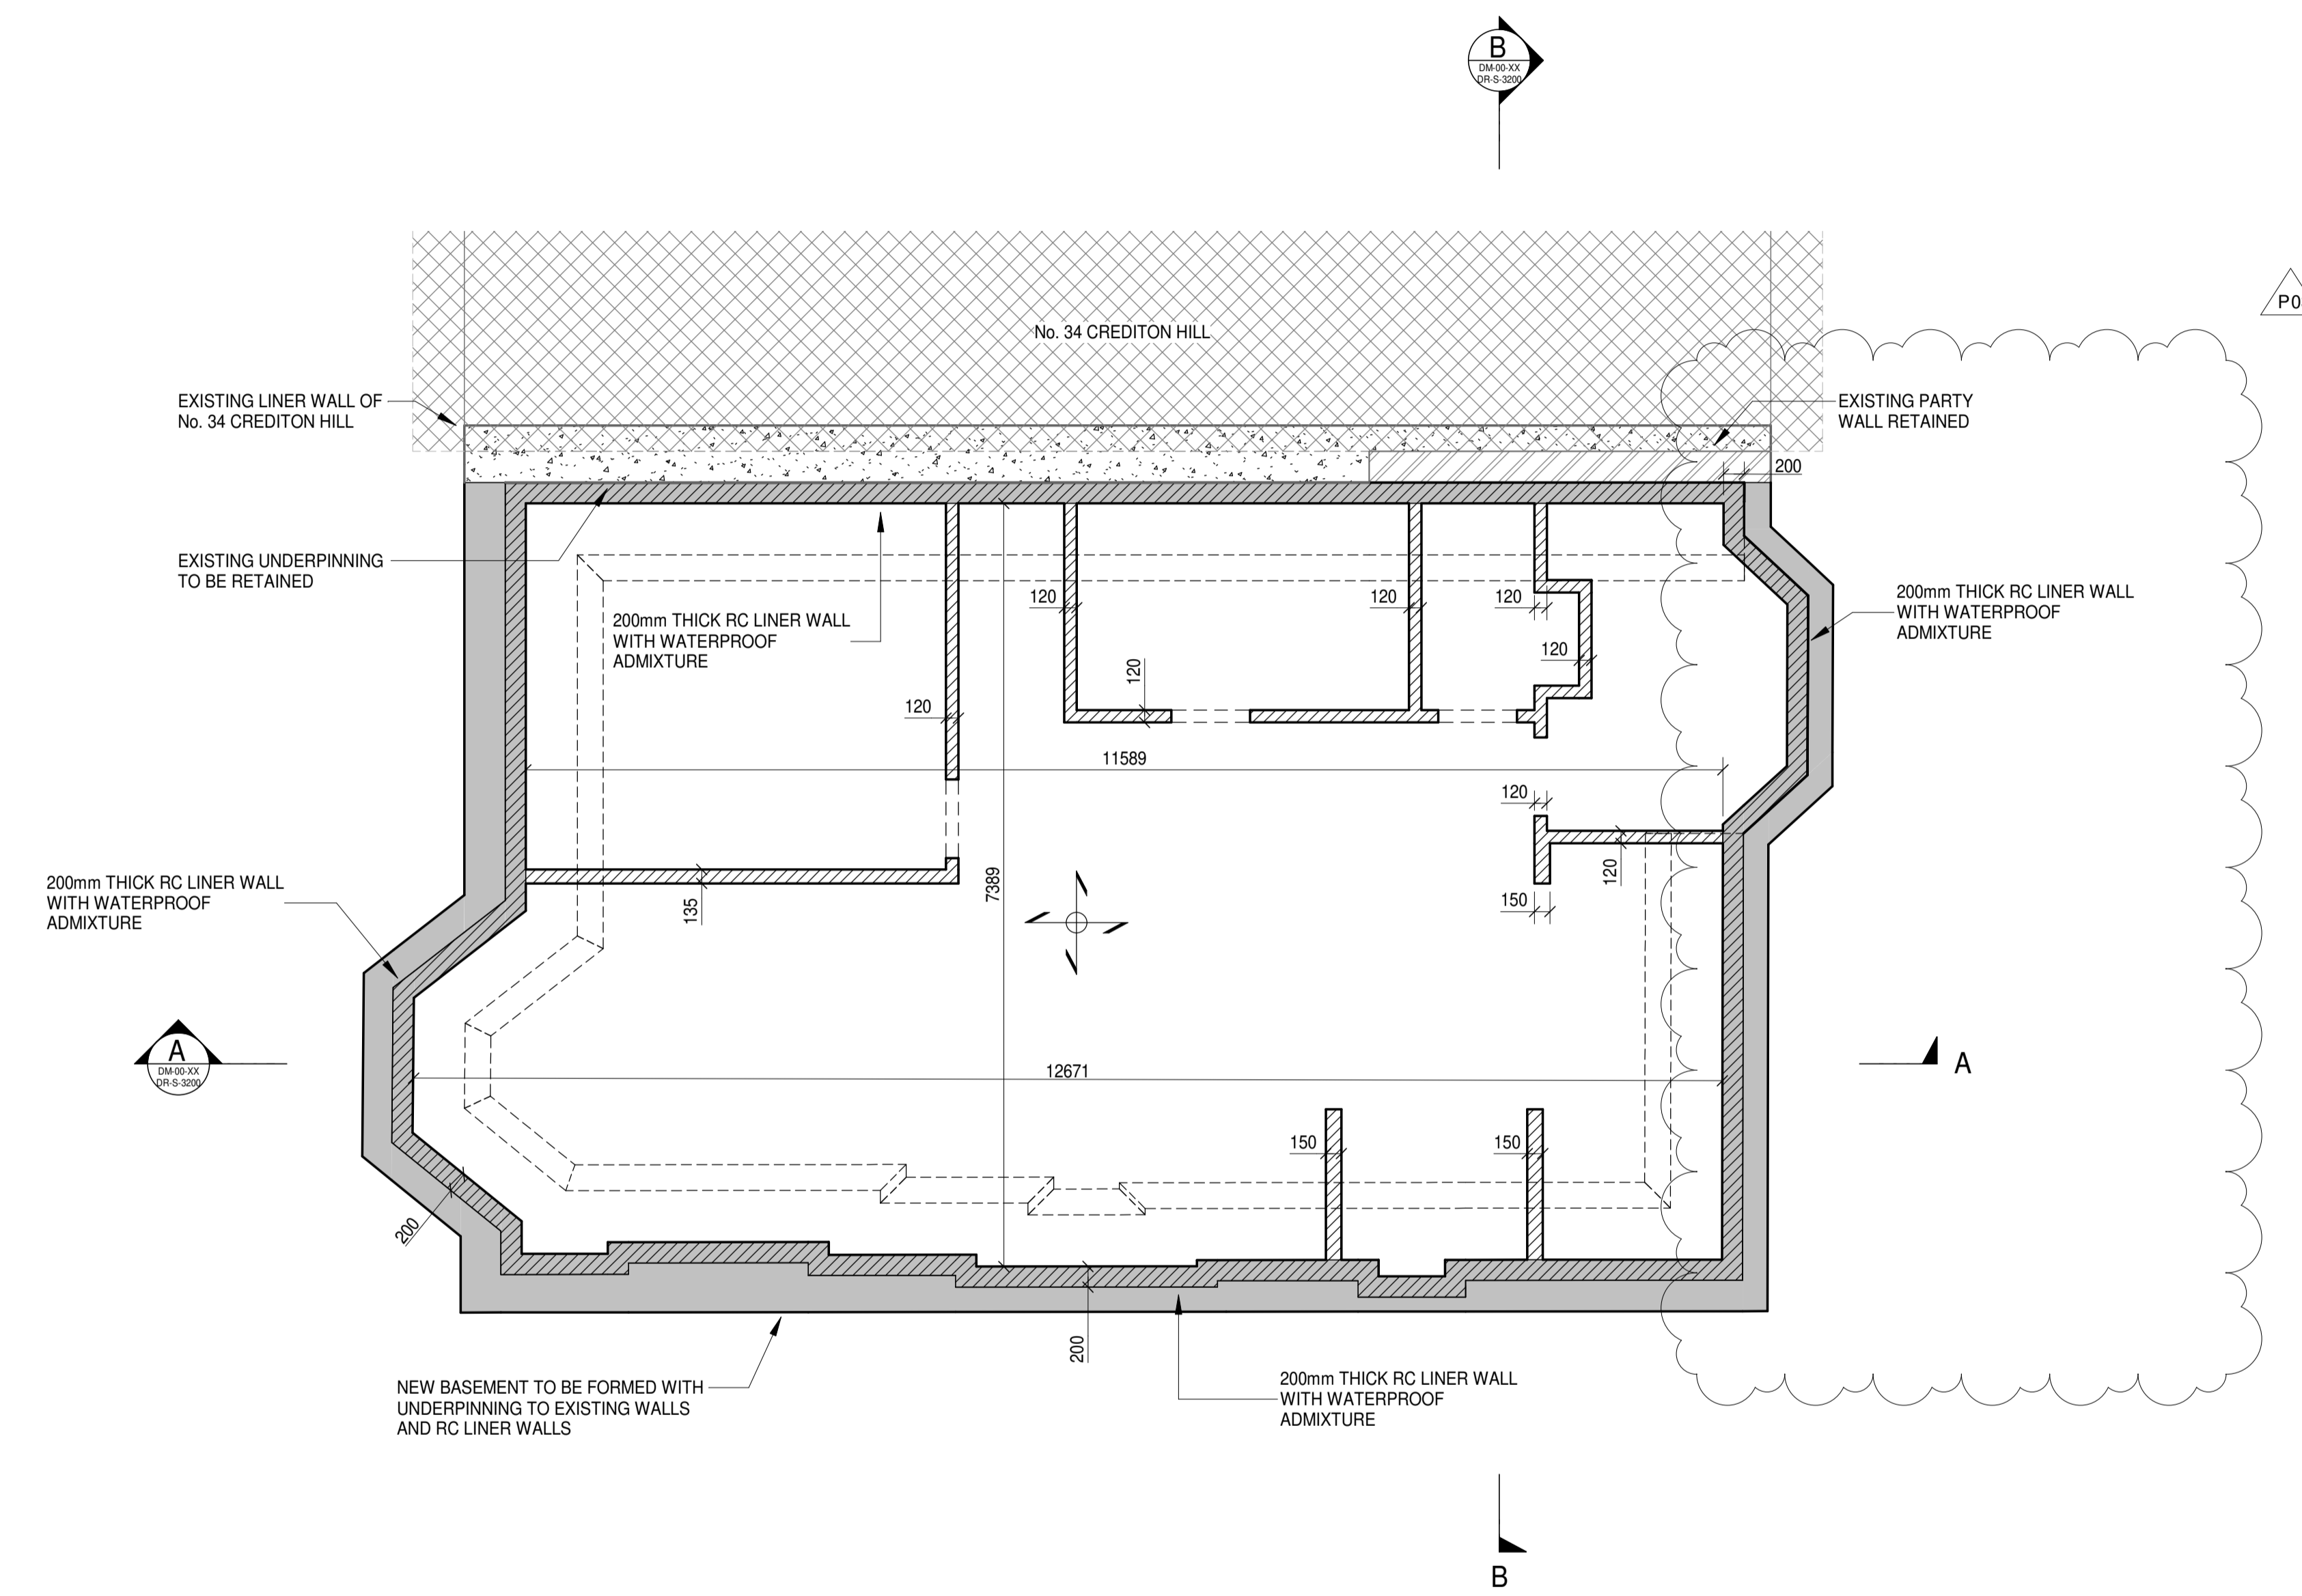 B
DM-00-XX
DR-S-3200
No. 34 CREDITON HILL
P0
EXISTING LINER WALL OF
No. 34 CREDITON HILL
EXISTING PARTY
WALL RETAINED
200
EXISTING UNDERPINNING
TO BE RETAINED
200mm THICK RC LINER WALL
WITH WATERPROOF
ADMIXTURE
120
120
120
200mm THICK RC LINER WALL
WITH WATERPROOF
ADMIXTURE
120
120
120
11589
120
120
150
7389
135
200mm THICK RC LINER WALL
WITH WATERPROOF
ADMIXTURE
A
DM-00-XX
DR-S-3200
A
12671
150
150
200
200
NEW BASEMENT TO BE FORMED WITH
UNDERPINNING TO EXISTING WALLS
AND RC LINER WALLS
200mm THICK RC LINER WALL
WITH WATERPROOF
ADMIXTURE
B